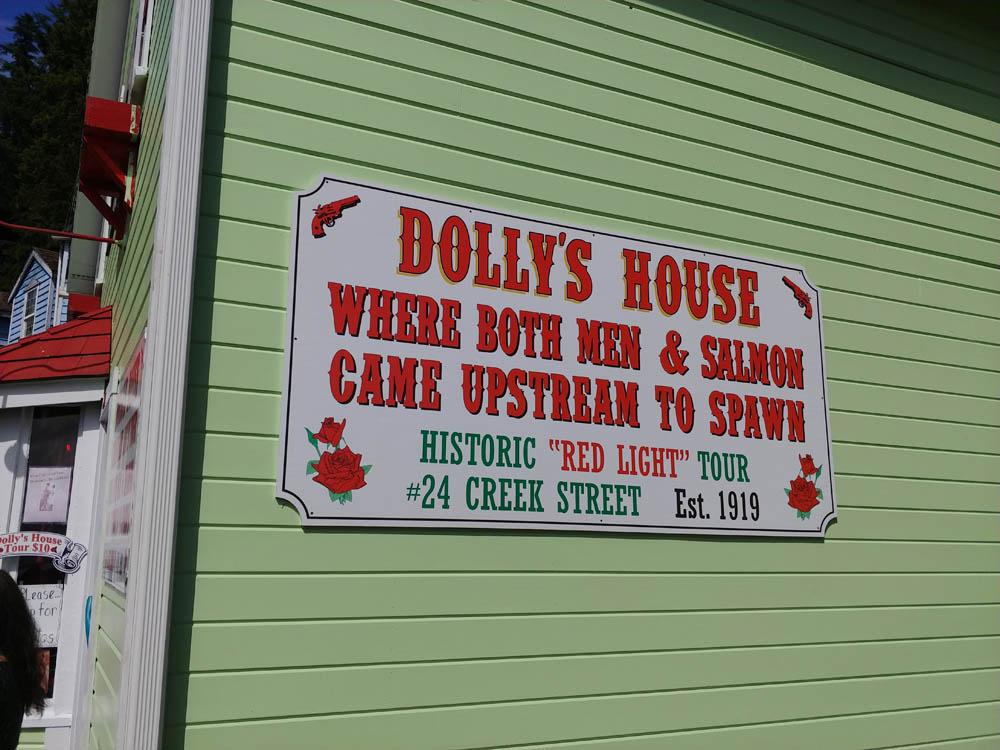 DOLLY'S HOUSE
WHERE BOTH MEN & SALMON
CAME UPSTREAM TO SPAWN
HISTORIC "RED LIGHT" TOUR
#24 CREEK STREET Est. 1919
Dolly's House
Tour $10
for